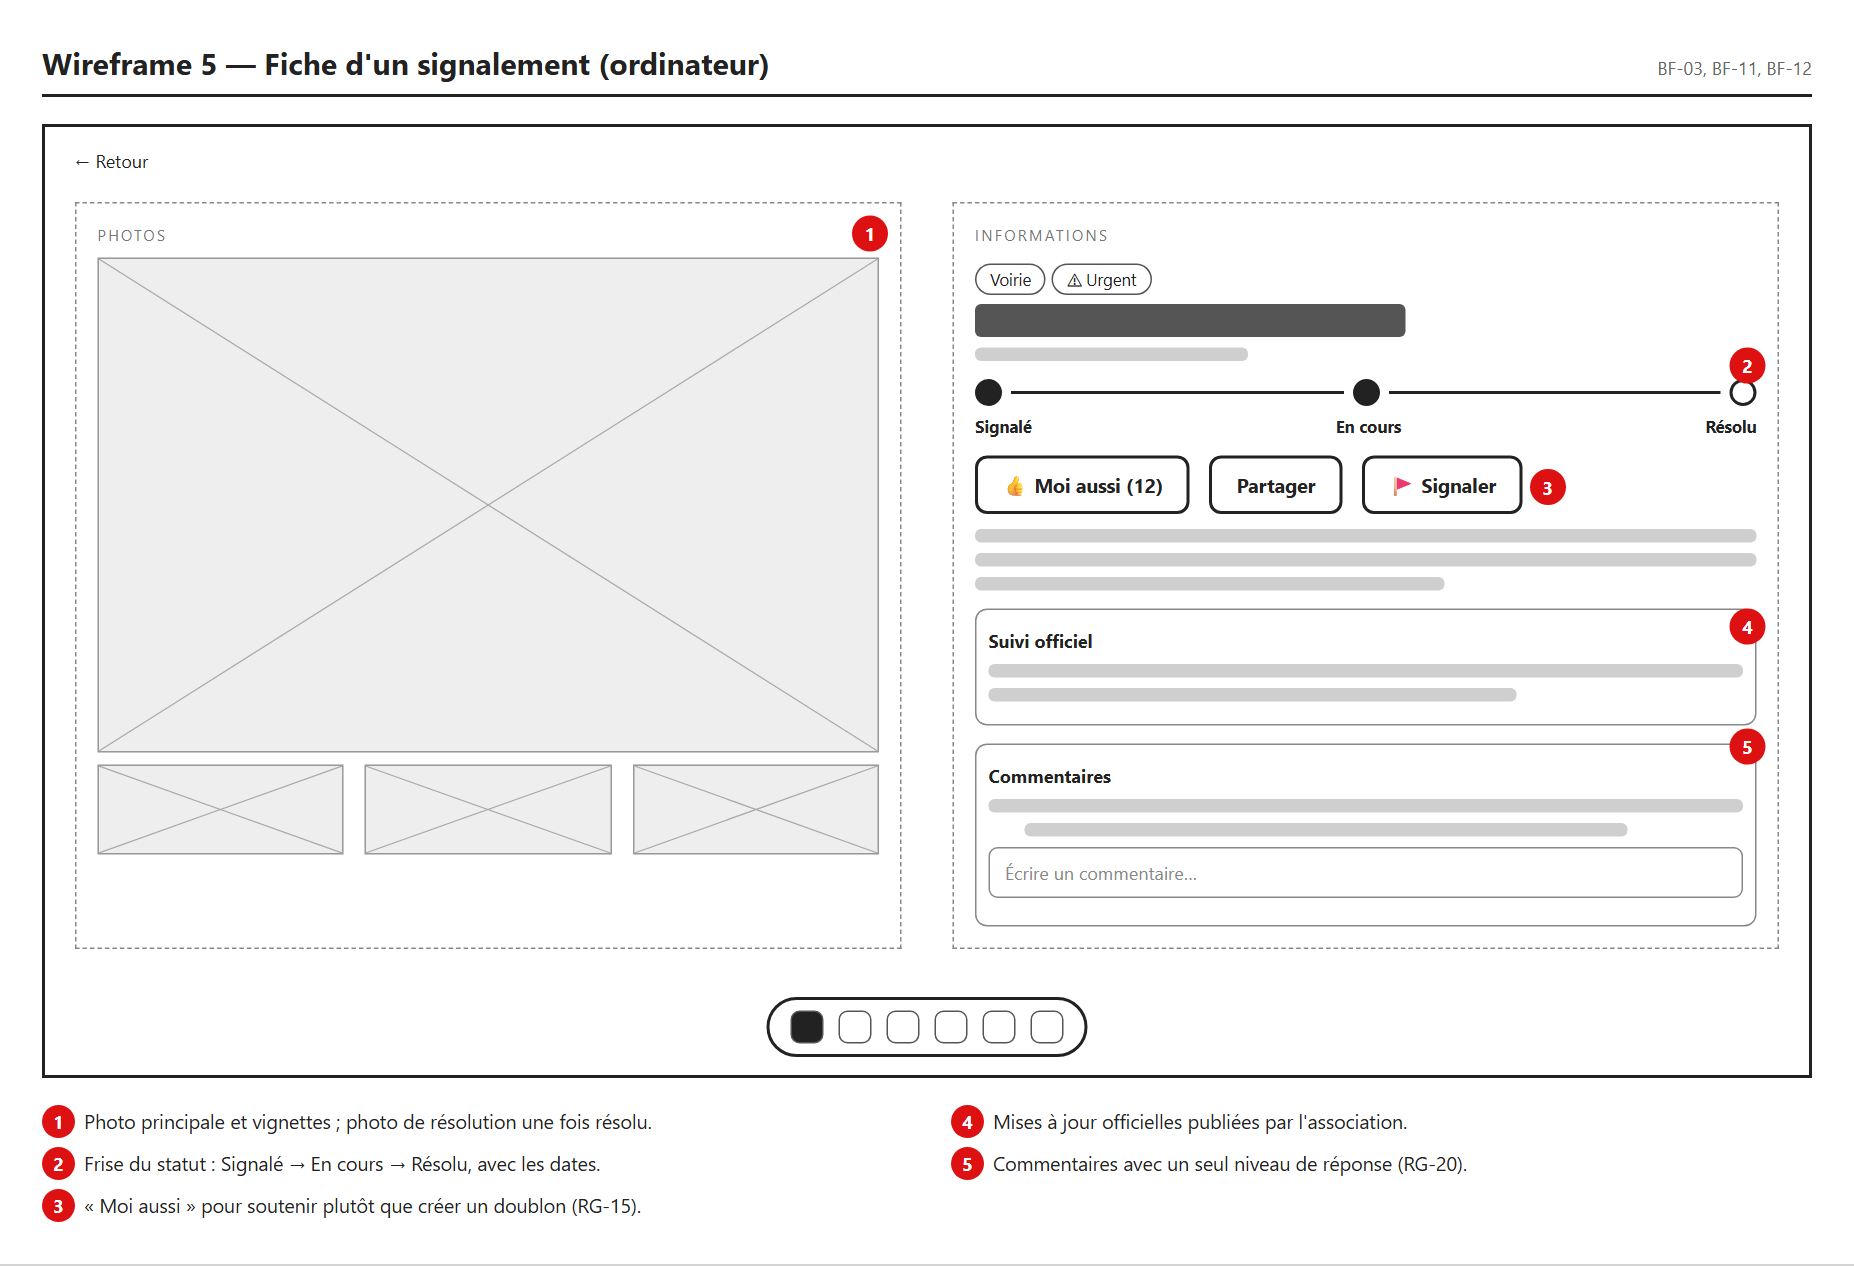 Wireframe 5 — Fiche d'un signalement (ordinateur)
BF-03, BF-11, BF-12
← Retour
PHOTOS
1
INFORMATIONS
Voirie
⚠ Urgent
2
Signalé
En cours
Résolu
👍 Moi aussi (12)
Partager
🚩 Signaler
3
4
Suivi officiel
5
Commentaires
Écrire un commentaire...
1 Photo principale et vignettes ; photo de résolution une fois résolu.
2 Frise du statut : Signalé → En cours → Résolu, avec les dates.
3 « Moi aussi » pour soutenir plutôt que créer un doublon (RG-15).
4 Mises à jour officielles publiées par l'association.
5 Commentaires avec un seul niveau de réponse (RG-20).